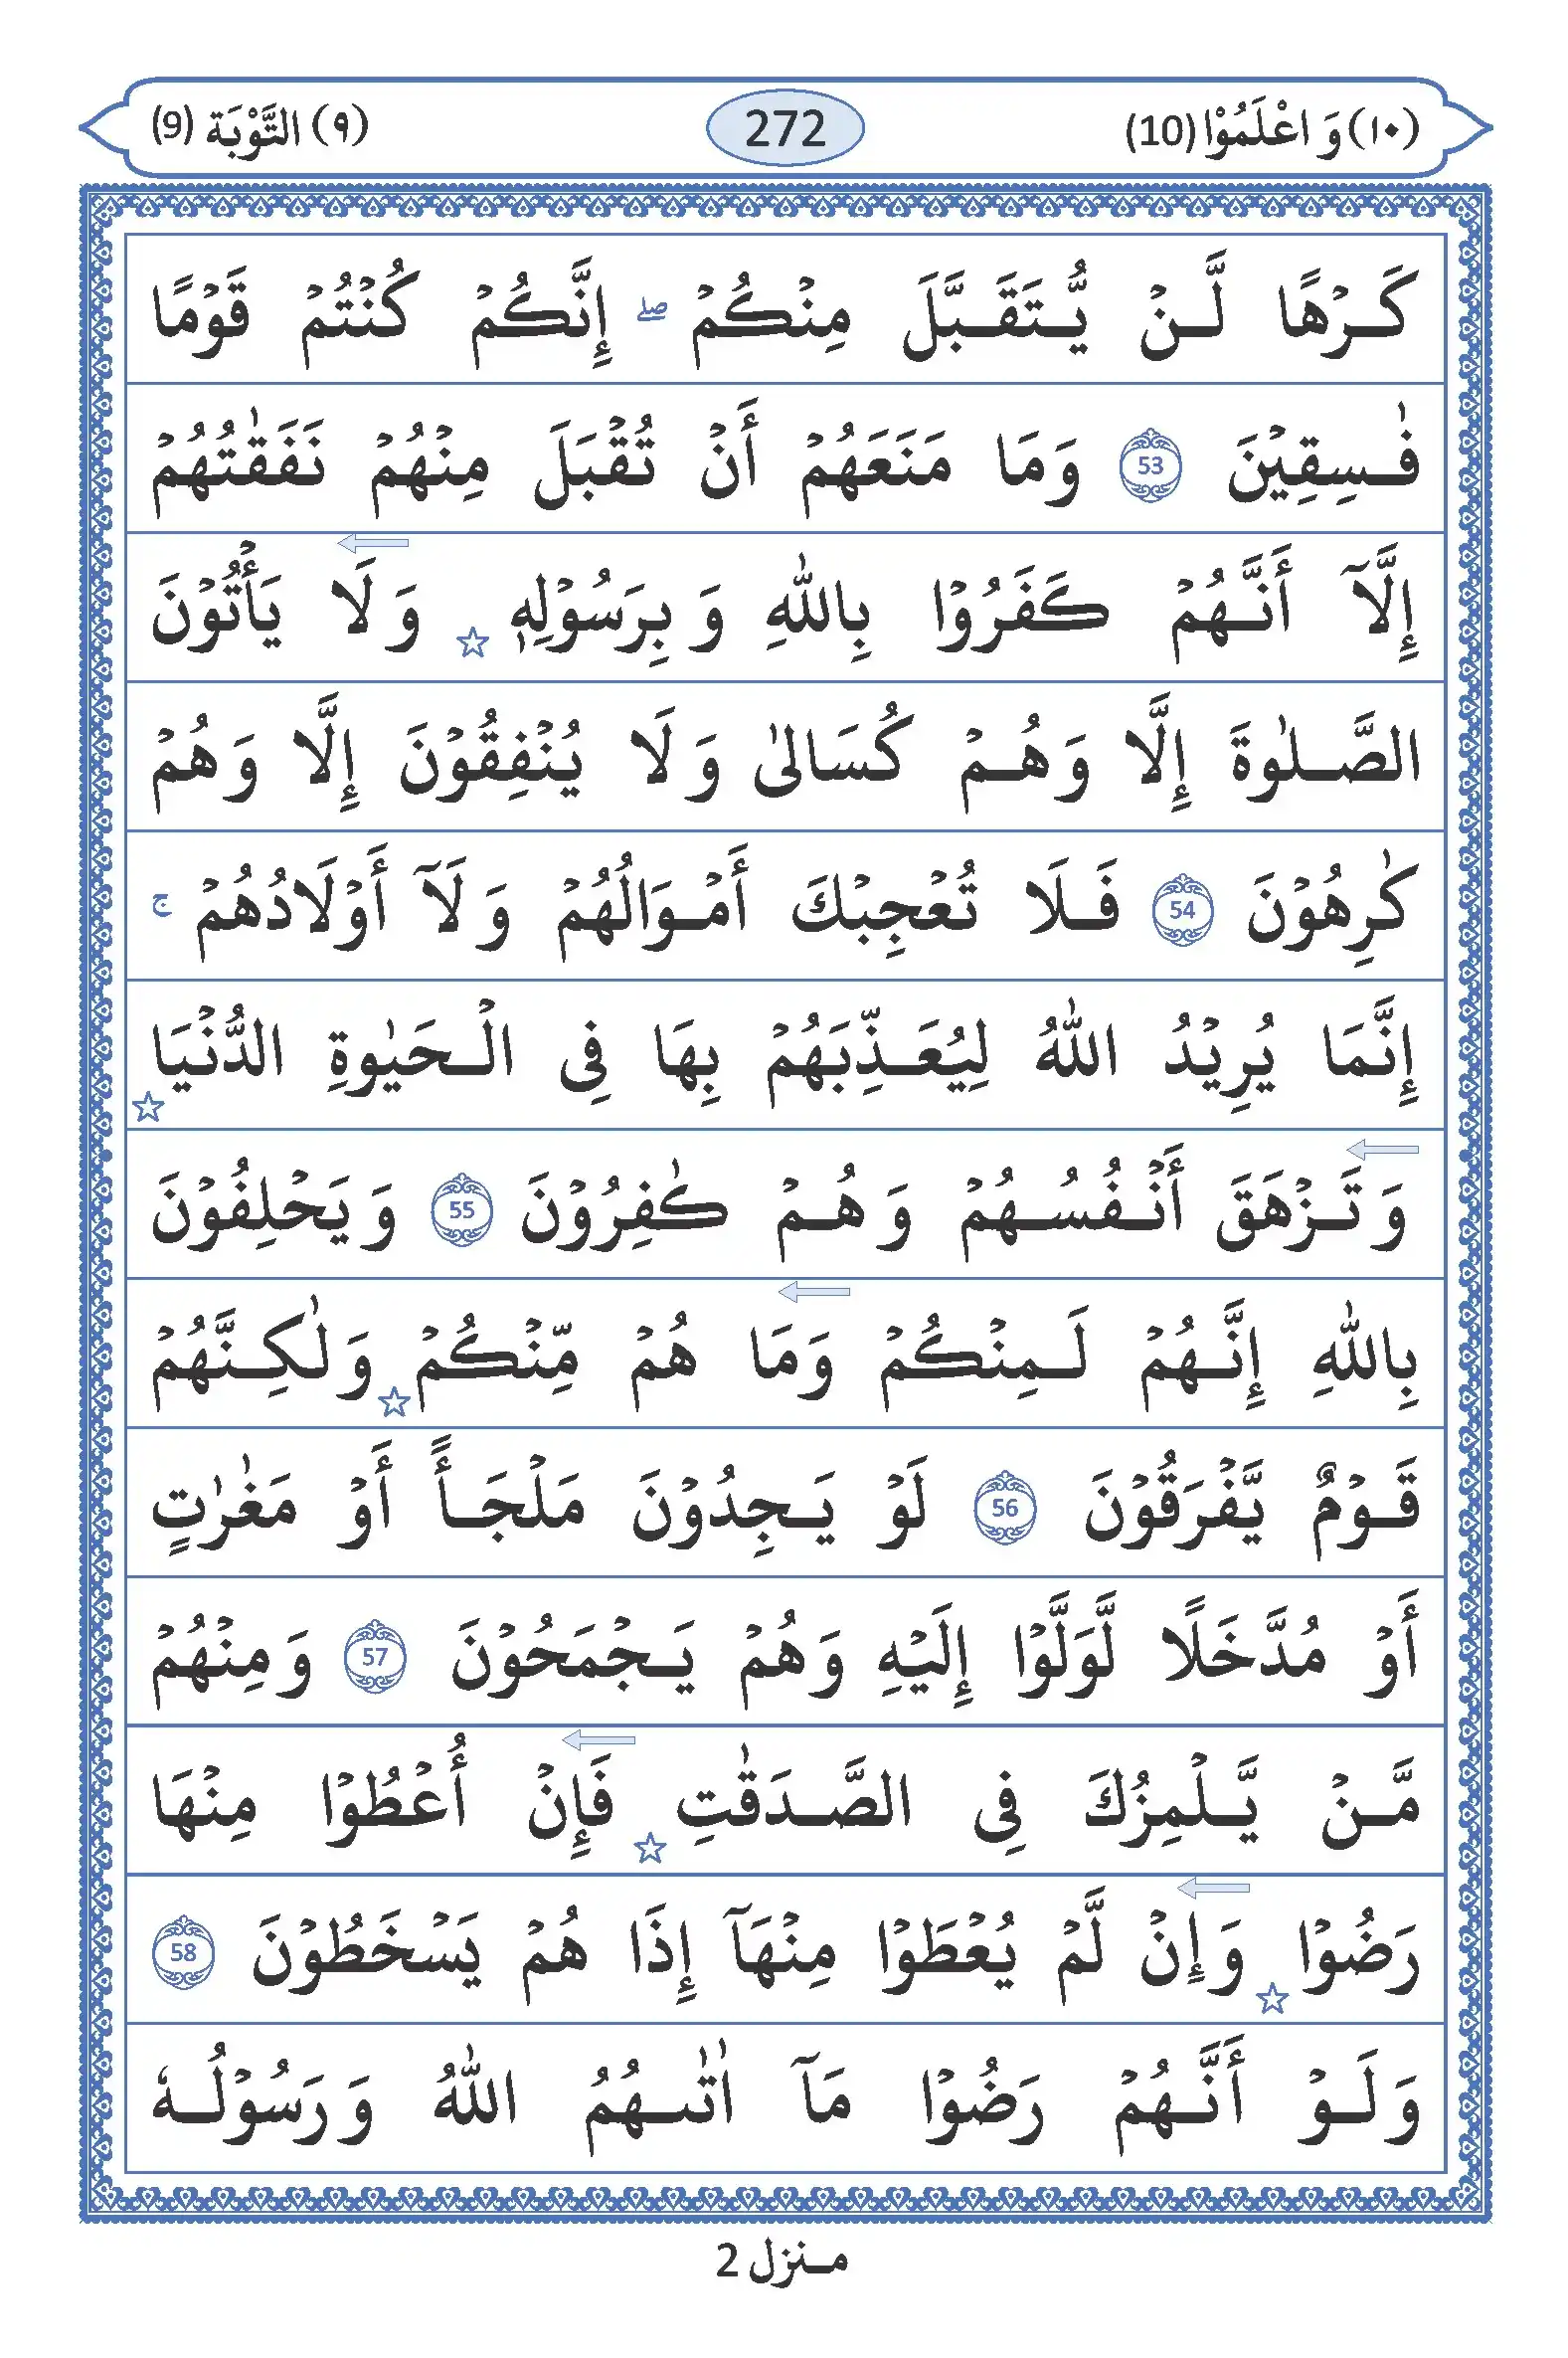 (۱۰) وَ اعْلَمُوْا (10) 272 (۹) التَّوْبَة (9)
كَرْهًا لَّنْ يُّتَقَبَّلَ مِنْكُمْ ۖ إِنَّكُمْ كُنْتُمْ قَوْمًا
فٰسِقِيْنَ 53 وَمَا مَنَعَهُمْ أَنْ تُقْبَلَ مِنْهُمْ نَفَقٰتُهُمْ
إِلَّآ أَنَّهُمْ كَفَرُوْا بِاللّٰهِ وَ بِرَسُوْلِهٖ ☆ وَلَا يَأْتُوْنَ
الصَّلٰوةَ إِلَّا وَهُمْ كُسَالىٰ وَلَا يُنْفِقُوْنَ إِلَّا وَهُمْ
كٰرِهُوْنَ 54 فَلَا تُعْجِبْكَ أَمْوَالُهُمْ وَلَآ أَوْلَادُهُمْ ۚ
إِنَّمَا يُرِيْدُ اللّٰهُ لِيُعَذِّبَهُمْ بِهَا فِى الْحَيٰوةِ الدُّنْيَا ☆
وَتَزْهَقَ أَنْفُسُهُمْ وَهُمْ كٰفِرُوْنَ 55 وَيَحْلِفُوْنَ
بِاللّٰهِ إِنَّهُمْ لَمِنْكُمْ وَمَا هُمْ مِّنْكُمْ ☆ وَلٰكِنَّهُمْ
قَوْمٌ يَّفْرَقُوْنَ 56 لَوْ يَجِدُوْنَ مَلْجَأً أَوْ مَغٰرٰتٍ
أَوْ مُدَّخَلًا لَّوَلَّوْا إِلَيْهِ وَهُمْ يَجْمَحُوْنَ 57 وَمِنْهُمْ
مَّنْ يَّلْمِزُكَ فِى الصَّدَقٰتِ ☆ فَإِنْ أُعْطُوْا مِنْهَا
رَضُوْا ☆ وَإِنْ لَّمْ يُعْطَوْا مِنْهَآ إِذَا هُمْ يَسْخَطُوْنَ 58
وَلَوْ أَنَّهُمْ رَضُوْا مَآ اٰتٰىهُمُ اللّٰهُ وَرَسُوْلُهٗ
منزل 2